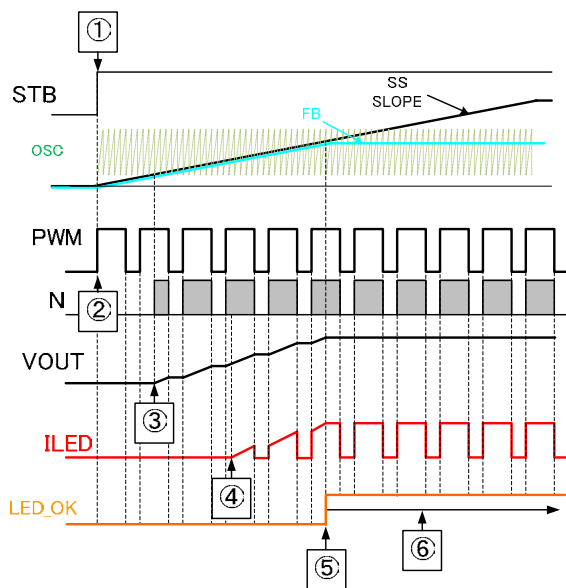 ①
STB
SS
SLOPE
FB
OSC
PWM
②
N
VOUT
③
ILED
④
LED_OK
⑤
⑥